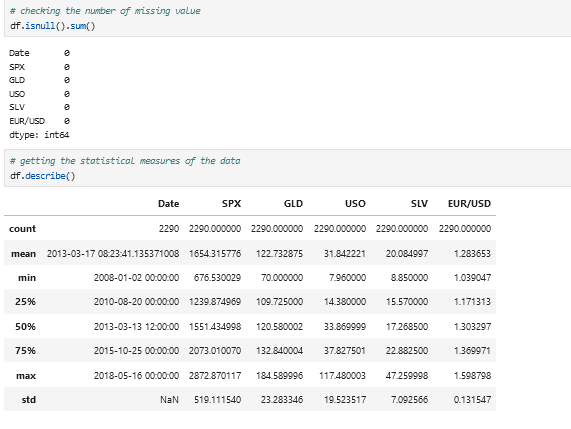 # checking the number of missing value
df.isnull().sum()
Date 0
SPX 0
GLD 0
USO 0
SLV 0
EUR/USD 0
dtype: int64
# getting the statistical measures of the data
df.describe()
Date SPX GLD USO SLV EUR/USD
count 2290 2290.000000 2290.000000 2290.000000 2290.000000 2290.000000
mean 2013-03-17 08:23:41.135371008 1654.315776 122.732875 31.842221 20.084997 1.283653
min 2008-01-02 00:00:00 676.530029 70.000000 7.960000 8.850000 1.039047
25% 2010-08-20 00:00:00 1239.874969 109.725000 14.380000 15.570000 1.171313
50% 2013-03-13 12:00:00 1551.434998 120.580002 33.869999 17.268500 1.303297
75% 2015-10-25 00:00:00 2073.010070 132.840004 37.827501 22.882500 1.369971
max 2018-05-16 00:00:00 2872.870117 184.589996 117.480003 47.259998 1.598798
std NaN 519.111540 23.283346 19.523517 7.092566 0.131547